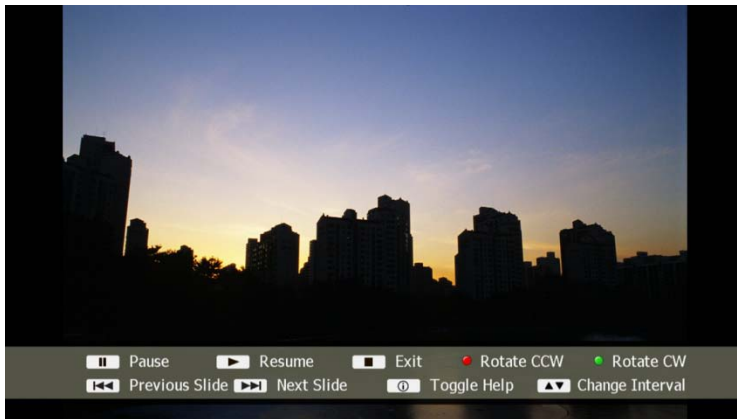 Pause Resume Exit Rotate CCW Rotate CW
Previous Slide Next Slide Toggle Help Change Interval